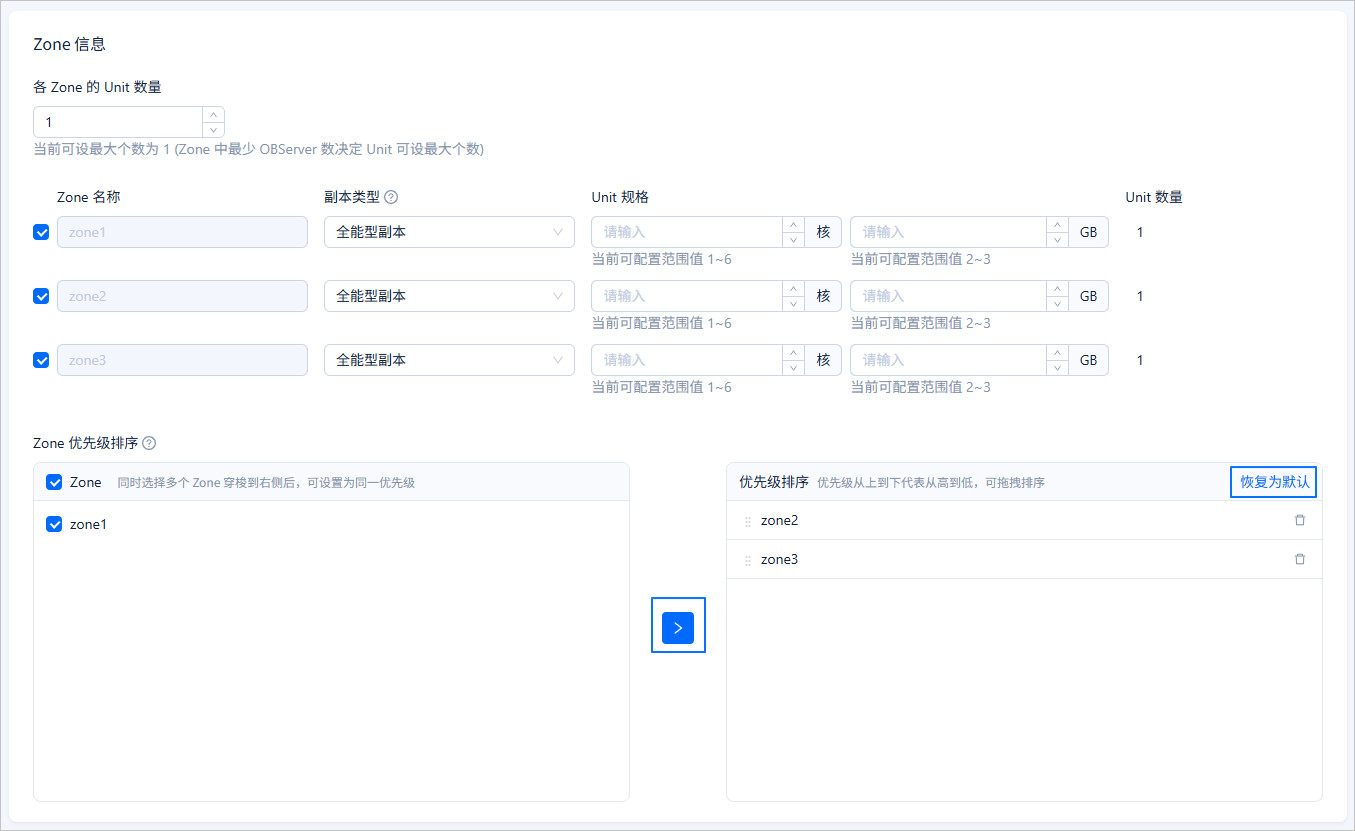 Zone 信息
各 Zone 的 Unit 数量
1
当前可设最大个数为 1 (Zone 中最少 OBServer 数决定 Unit 可设最大个数)
Zone 名称 副本类型 Unit 规格 Unit 数量
zone1 全能型副本 请输入 核 请输入 GB 1
当前可配置范围值 1~6 当前可配置范围值 2~3
zone2 全能型副本 请输入 核 请输入 GB 1
当前可配置范围值 1~6 当前可配置范围值 2~3
zone3 全能型副本 请输入 核 请输入 GB 1
当前可配置范围值 1~6 当前可配置范围值 2~3
Zone 优先级排序
Zone 同时选择多个 Zone 穿梭到右侧后，可设置为同一优先级
zone1
优先级排序 优先级从上到下代表从高到低，可拖拽排序 恢复为默认
zone2
zone3